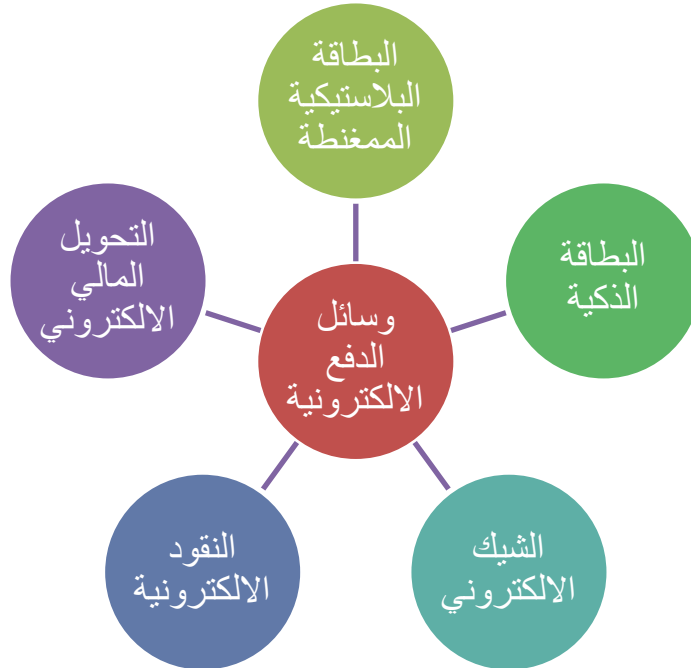 البطاقة
البلاستيكية
الممغنطة
البطاقة
الذكية
الشيك
الالكتروني
النقود
الالكترونية
التحويل
المالي
الالكتروني
وسائل
الدفع
الالكترونية